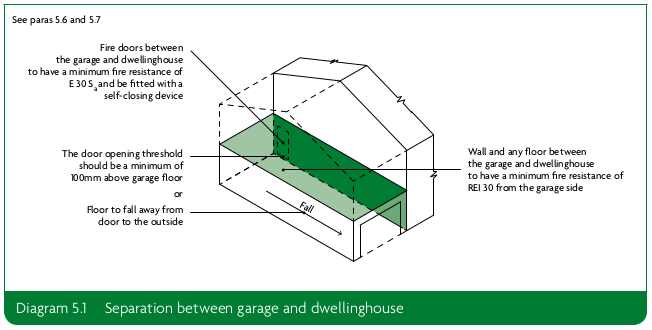 See paras 5.6 and 5.7
Fire doors between
the garage and dwellinghouse
to have a minimum fire resistance of
E 30 Sa and be fitted with a
self-closing device
The door opening threshold
should be a minimum of
100mm above garage floor
or
Floor to fall away from
door to the outside
Fall
Wall and any floor between
the garage and dwellinghouse
to have a minimum fire resistance of
REI 30 from the garage side
Diagram 5.1 Separation between garage and dwellinghouse